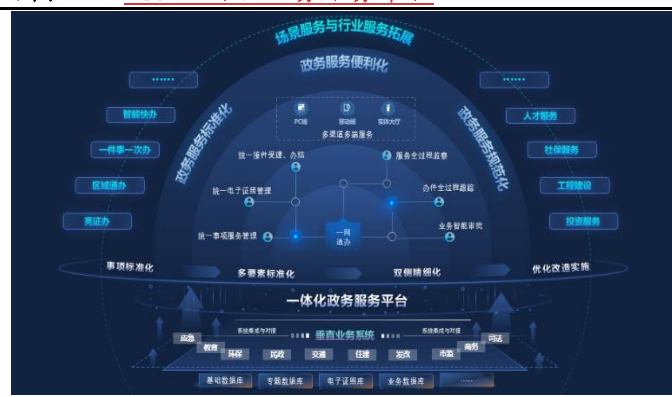 场景服务与行业服务拓展
政务服务便利化
政务服务标准化
政务服务规范化
······
智能快办
一件事一次办
区域通办
亮证办
······
人才服务
社保服务
工程建设
投资服务
PC端
移动端
实体大厅
多渠道多端服务
统一接件受理、办结
服务全过程监察
统一电子证照管理
办件全过程跟踪
统一事项服务管理
业务智能审批
一网
通办
事项标准化
多要素标准化
双侧精细化
优化改造实施
一体化政务服务平台
系统集成与对接
垂直业务系统
系统集成与对接
应急
教育
环保
民政
交通
住建
发改
市监
商务
司法
基础数据库
专题数据库
电子证照库
业务数据库
······